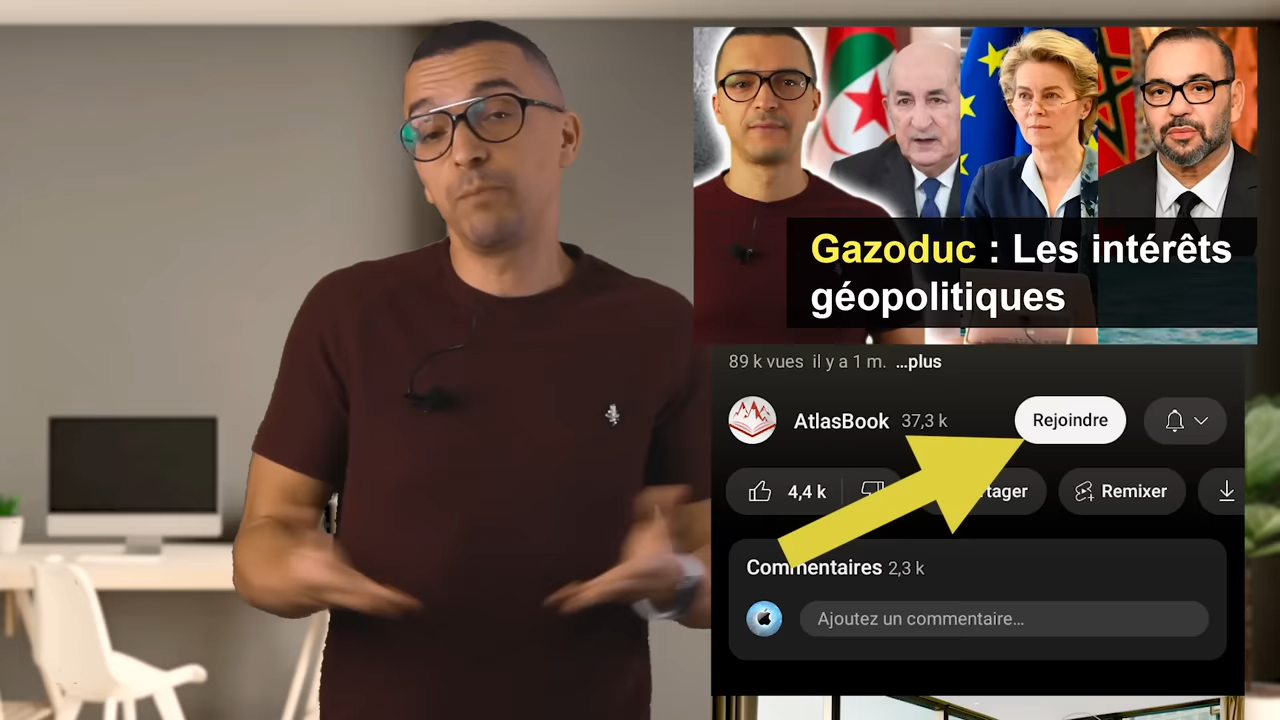 Gazoduc : Les intérêts
géopolitiques
89 k vues il y a 1 m. ...plus
AtlasBook 37,3 k Rejoindre
4,4 k Remixer
Commentaires 2,3 k
Ajoutez un commentaire...